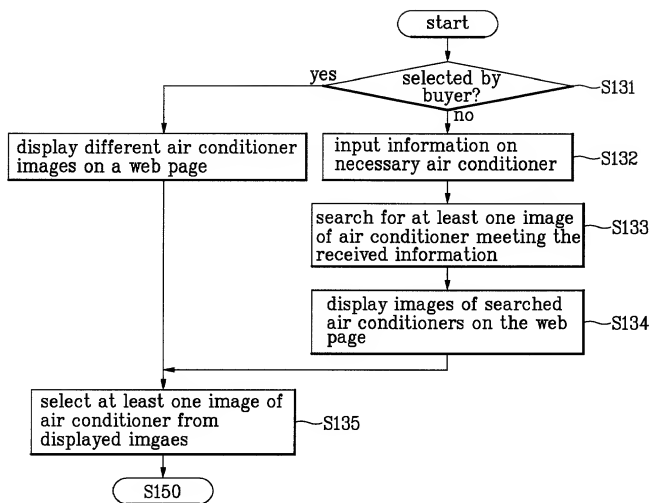 start
yes
selected by
buyer?
S131
no
display different air conditioner
images on a web page
input information on
necessary air conditioner
S132
search for at least one image
of air conditioner meeting the
received information
S133
display images of searched
air conditioners on the web
page
S134
select at least one image of
air conditioner from
displayed imgaes
S135
S150